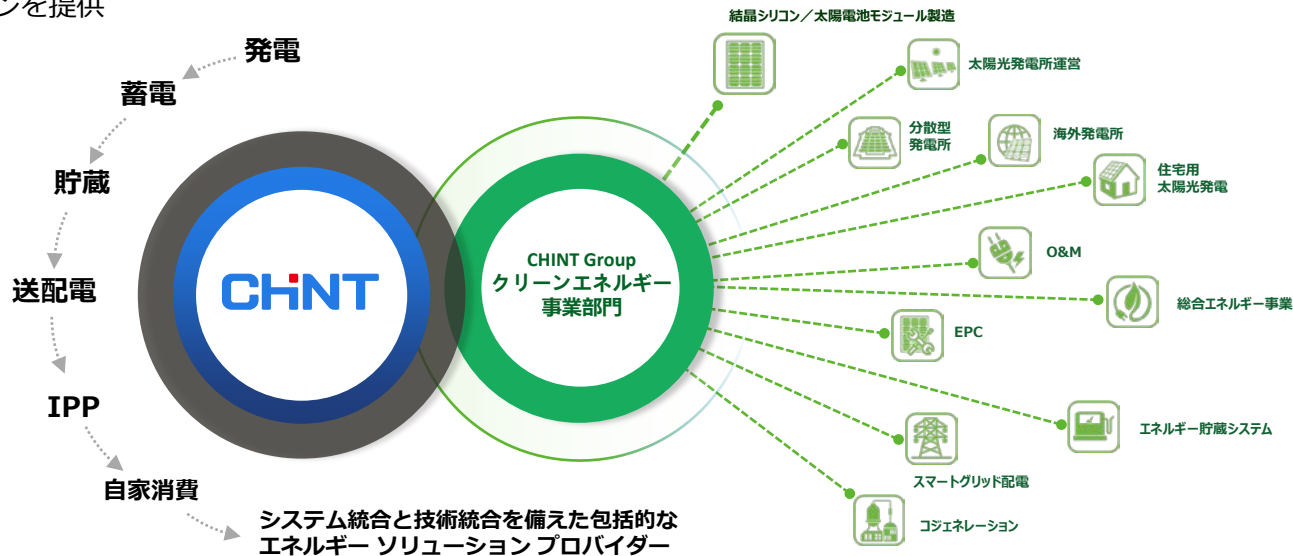 ンを提供
発電
蓄電
貯蔵
送配電
IPP
自家消費
システム統合と技術統合を備えた包括的な
エネルギー ソリューション プロバイダー
CHINT
CHINT Group
クリーンエネルギー
事業部門
結晶シリコン／太陽電池モジュール製造
太陽光発電所運営
分散型
発電所
海外発電所
住宅用
太陽光発電
O&M
総合エネルギー事業
EPC
エネルギー貯蔵システム
スマートグリッド配電
コジェネレーション